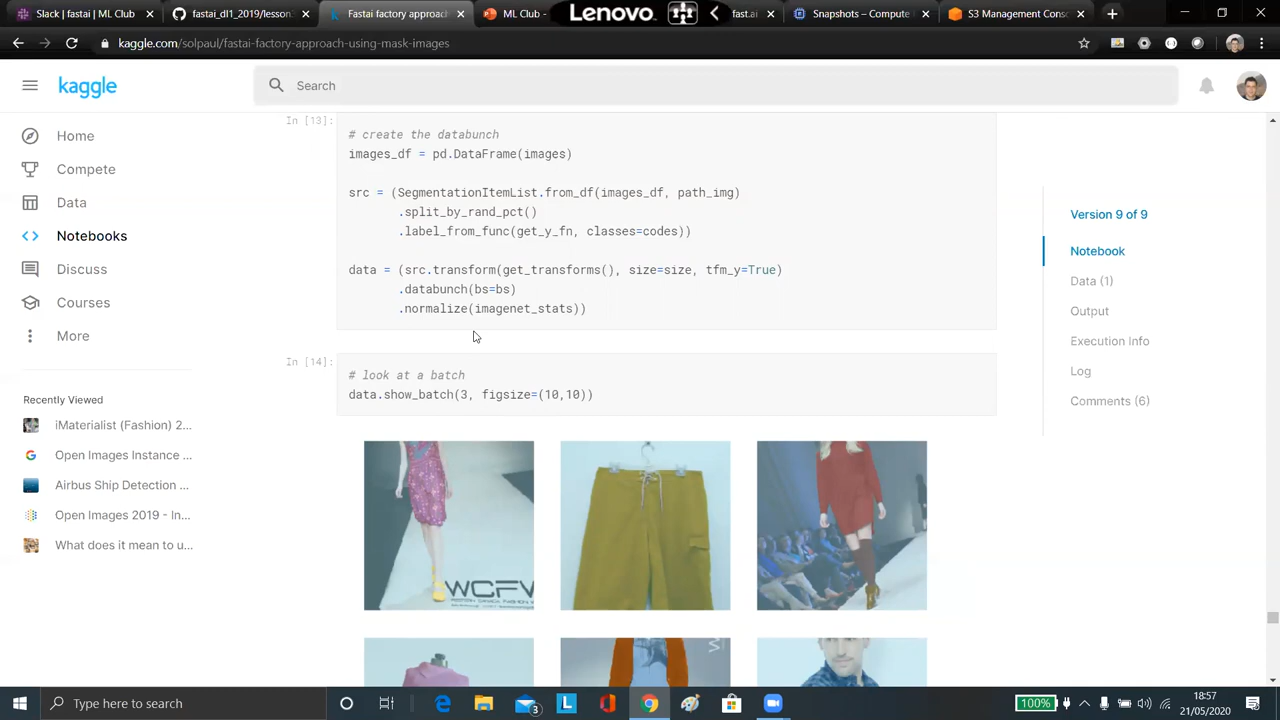 Slack | ML Club
fastai_dl_2019/lesson
Fastai factory approach
ML Club -
Lenovo
fast.ai
Snapshots – Compute
S3 Management Cons
kaggle.com/solpaul/fastai-factory-approach-using-mask-images
kaggle
Search
Home
Compete
Data
Notebooks
Discuss
Courses
More
Recently Viewed
iMaterialist (Fashion) 2...
Open Images Instance ...
Airbus Ship Detection ...
Open Images 2019 - In...
What does it mean to u...
In [13]:
# create the databunch
images_df = pd.DataFrame(images)
src = (SegmentationItemList.from_df(images_df, path_img)
.split_by_rand_pct()
.label_from_func(get_y_fn, classes=codes))
data = (src.transform(get_transforms(), size=size, tfm_y=True)
.databunch(bs=bs)
.normalize(imagenet_stats))
In [14]:
# look at a batch
data.show_batch(3, figsize=(10,10))
WCFW
Version 9 of 9
Notebook
Data (1)
Output
Execution Info
Log
Comments (6)
Type here to search
3
100%
18:57
21/05/2020